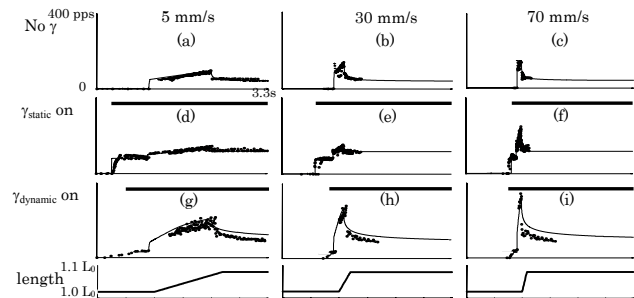 400 pps
5 mm/s
30 mm/s
70 mm/s
No γ
(a)
(b)
(c)
0
3.3s
γstatic on
(d)
(e)
(f)
γdynamic on
(g)
(h)
(i)
length
1.1 L₀
1.0 L₀